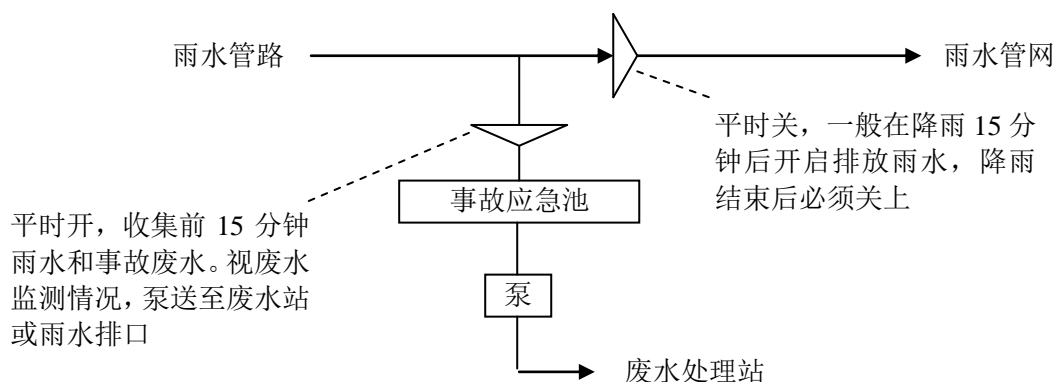 雨水管路
雨水管网
平时关，一般在降雨 15 分
钟后开启排放雨水，降雨
结束后必须关上
事故应急池
平时开，收集前 15 分钟
雨水和事故废水。视废水
监测情况，泵送至废水站
或雨水排口
泵
废水处理站